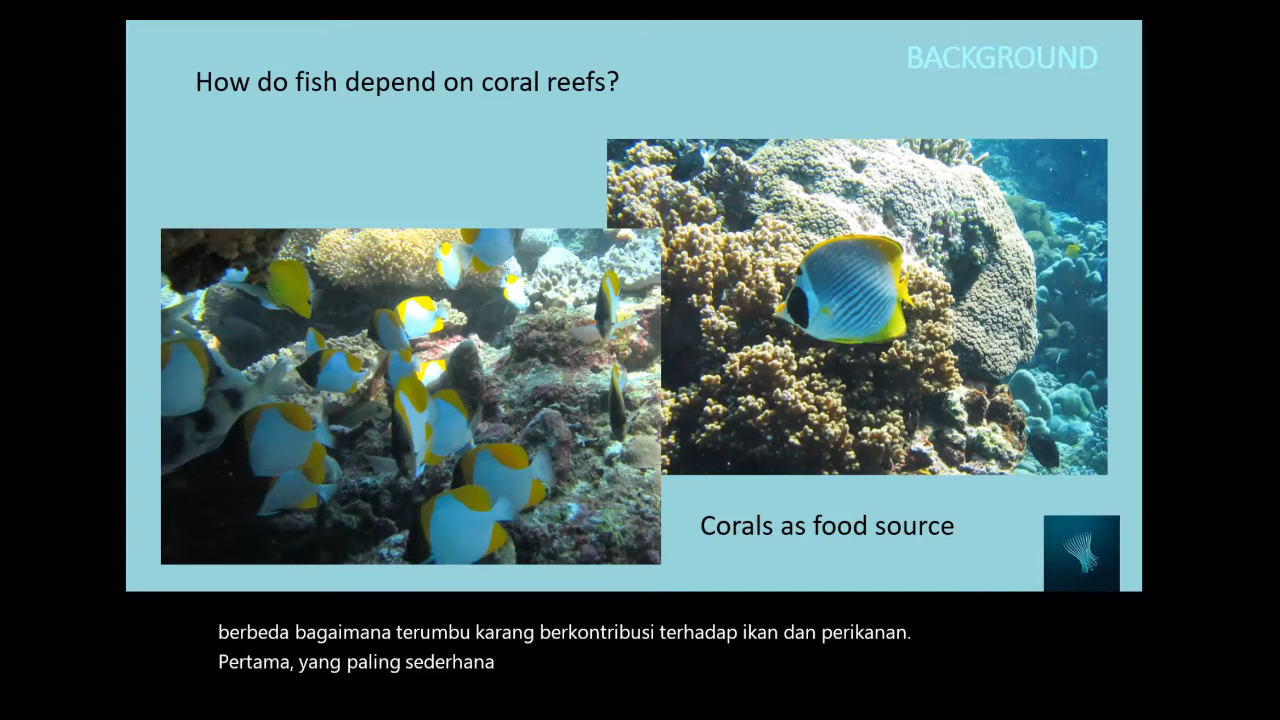 BACKGROUND
How do fish depend on coral reefs?
Corals as food source
berbeda bagaimana terumbu karang berkontribusi terhadap ikan dan perikanan.
Pertama, yang paling sederhana